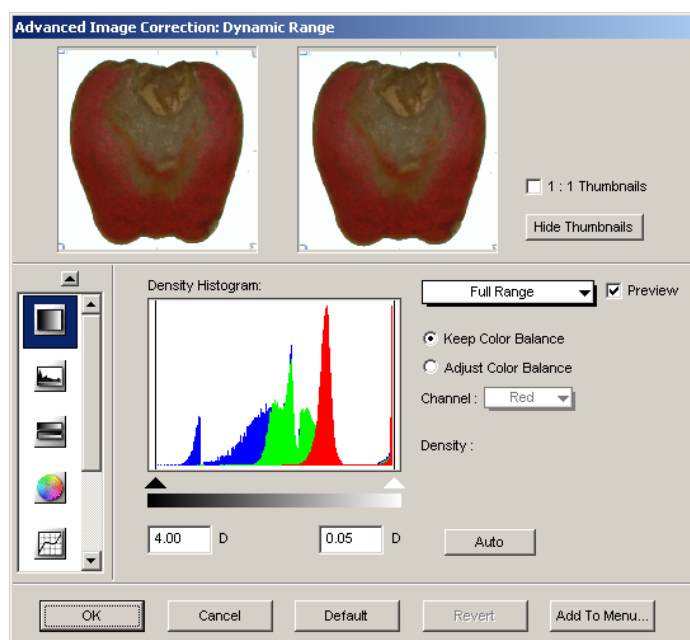 Advanced Image Correction: Dynamic Range
1 : 1 Thumbnails
Hide Thumbnails
Density Histogram:
Full Range
Preview
Keep Color Balance
Adjust Color Balance
Channel : Red
Density :
4.00 D 0.05 D Auto
OK Cancel Default Revert Add To Menu...